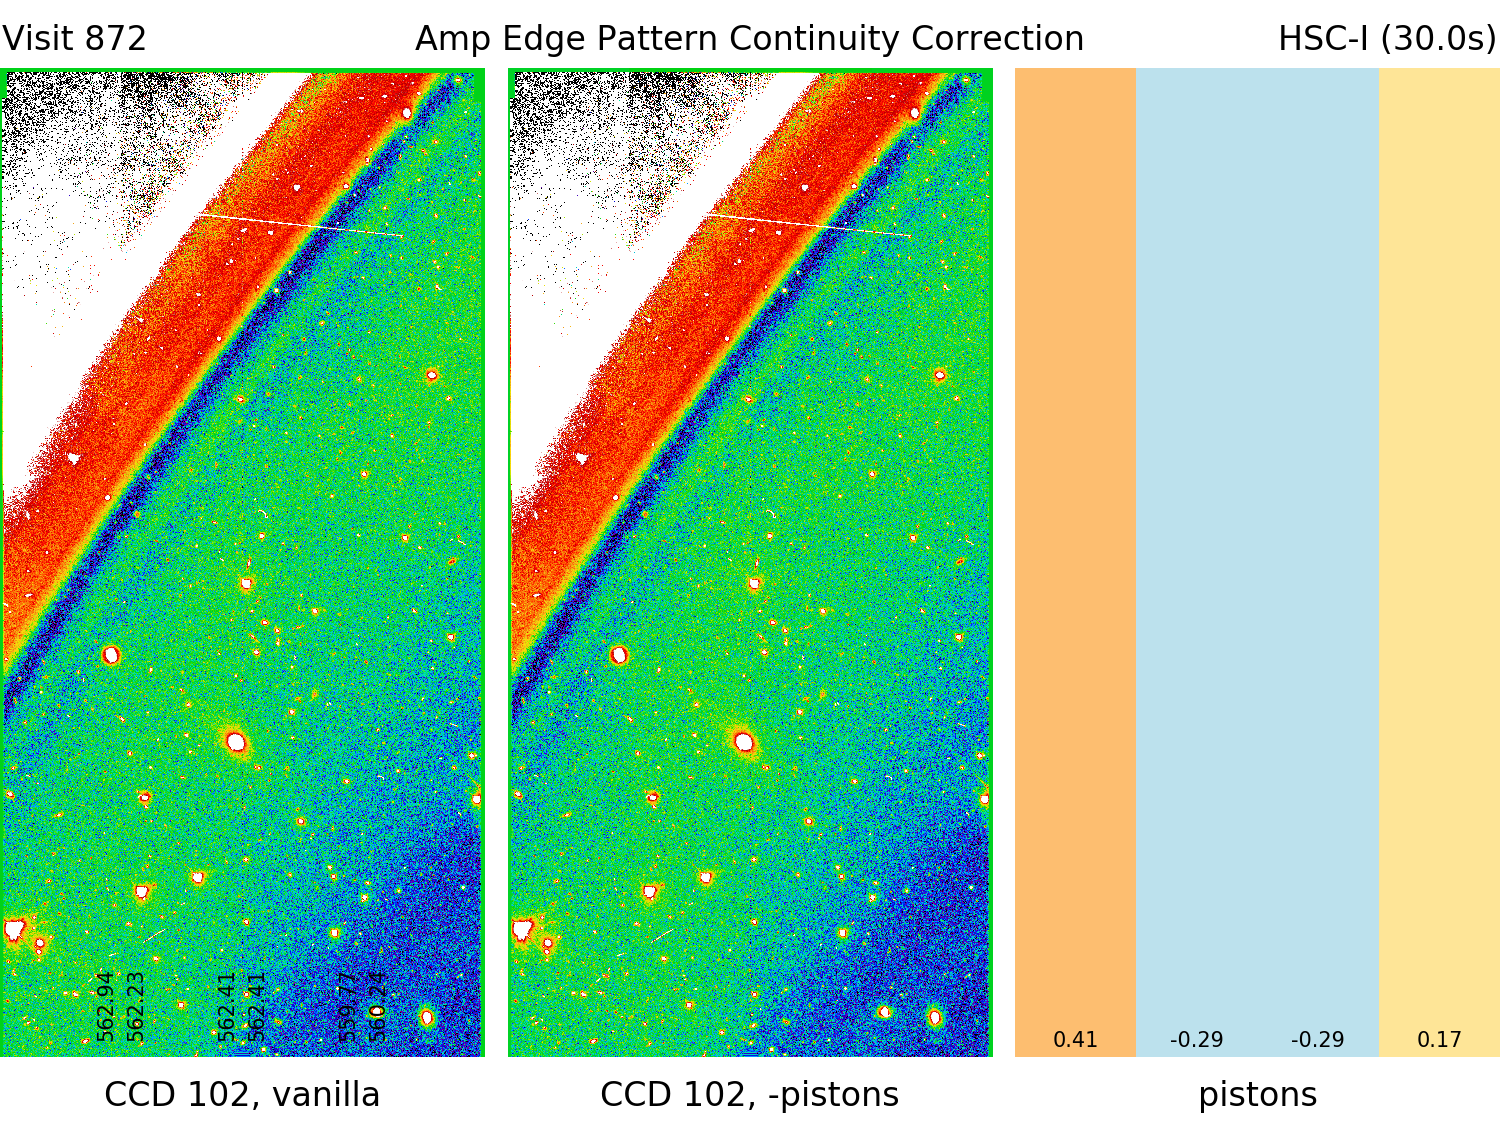 Visit 872
Amp Edge Pattern Continuity Correction
HSC-I (30.0s)
562.94
562.23
562.41
562.41
559.77
560.24
0.41
-0.29
-0.29
0.17
CCD 102, vanilla
CCD 102, -pistons
pistons